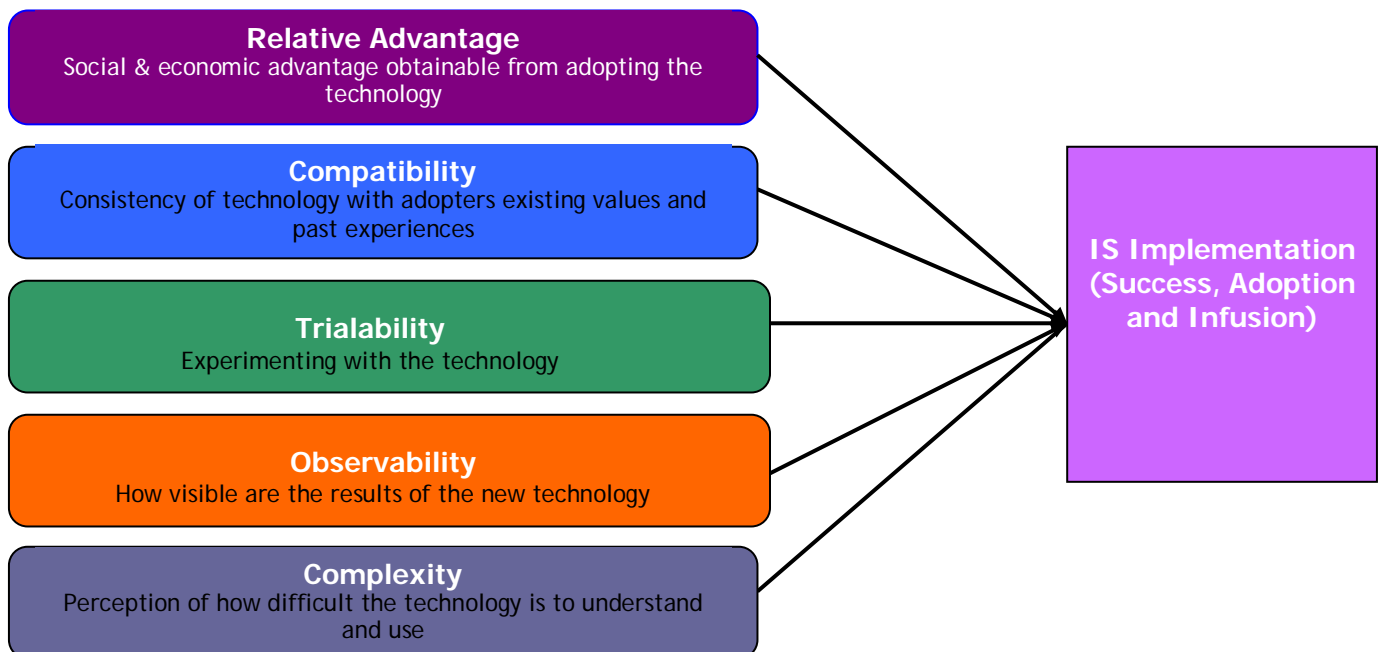 Relative Advantage
Social & economic advantage obtainable from adopting the
technology
Compatibility
Consistency of technology with adopters existing values and
past experiences
Trialability
Experimenting with the technology
Observability
How visible are the results of the new technology
Complexity
Perception of how difficult the technology is to understand
and use
IS Implementation
(Success, Adoption
and Infusion)